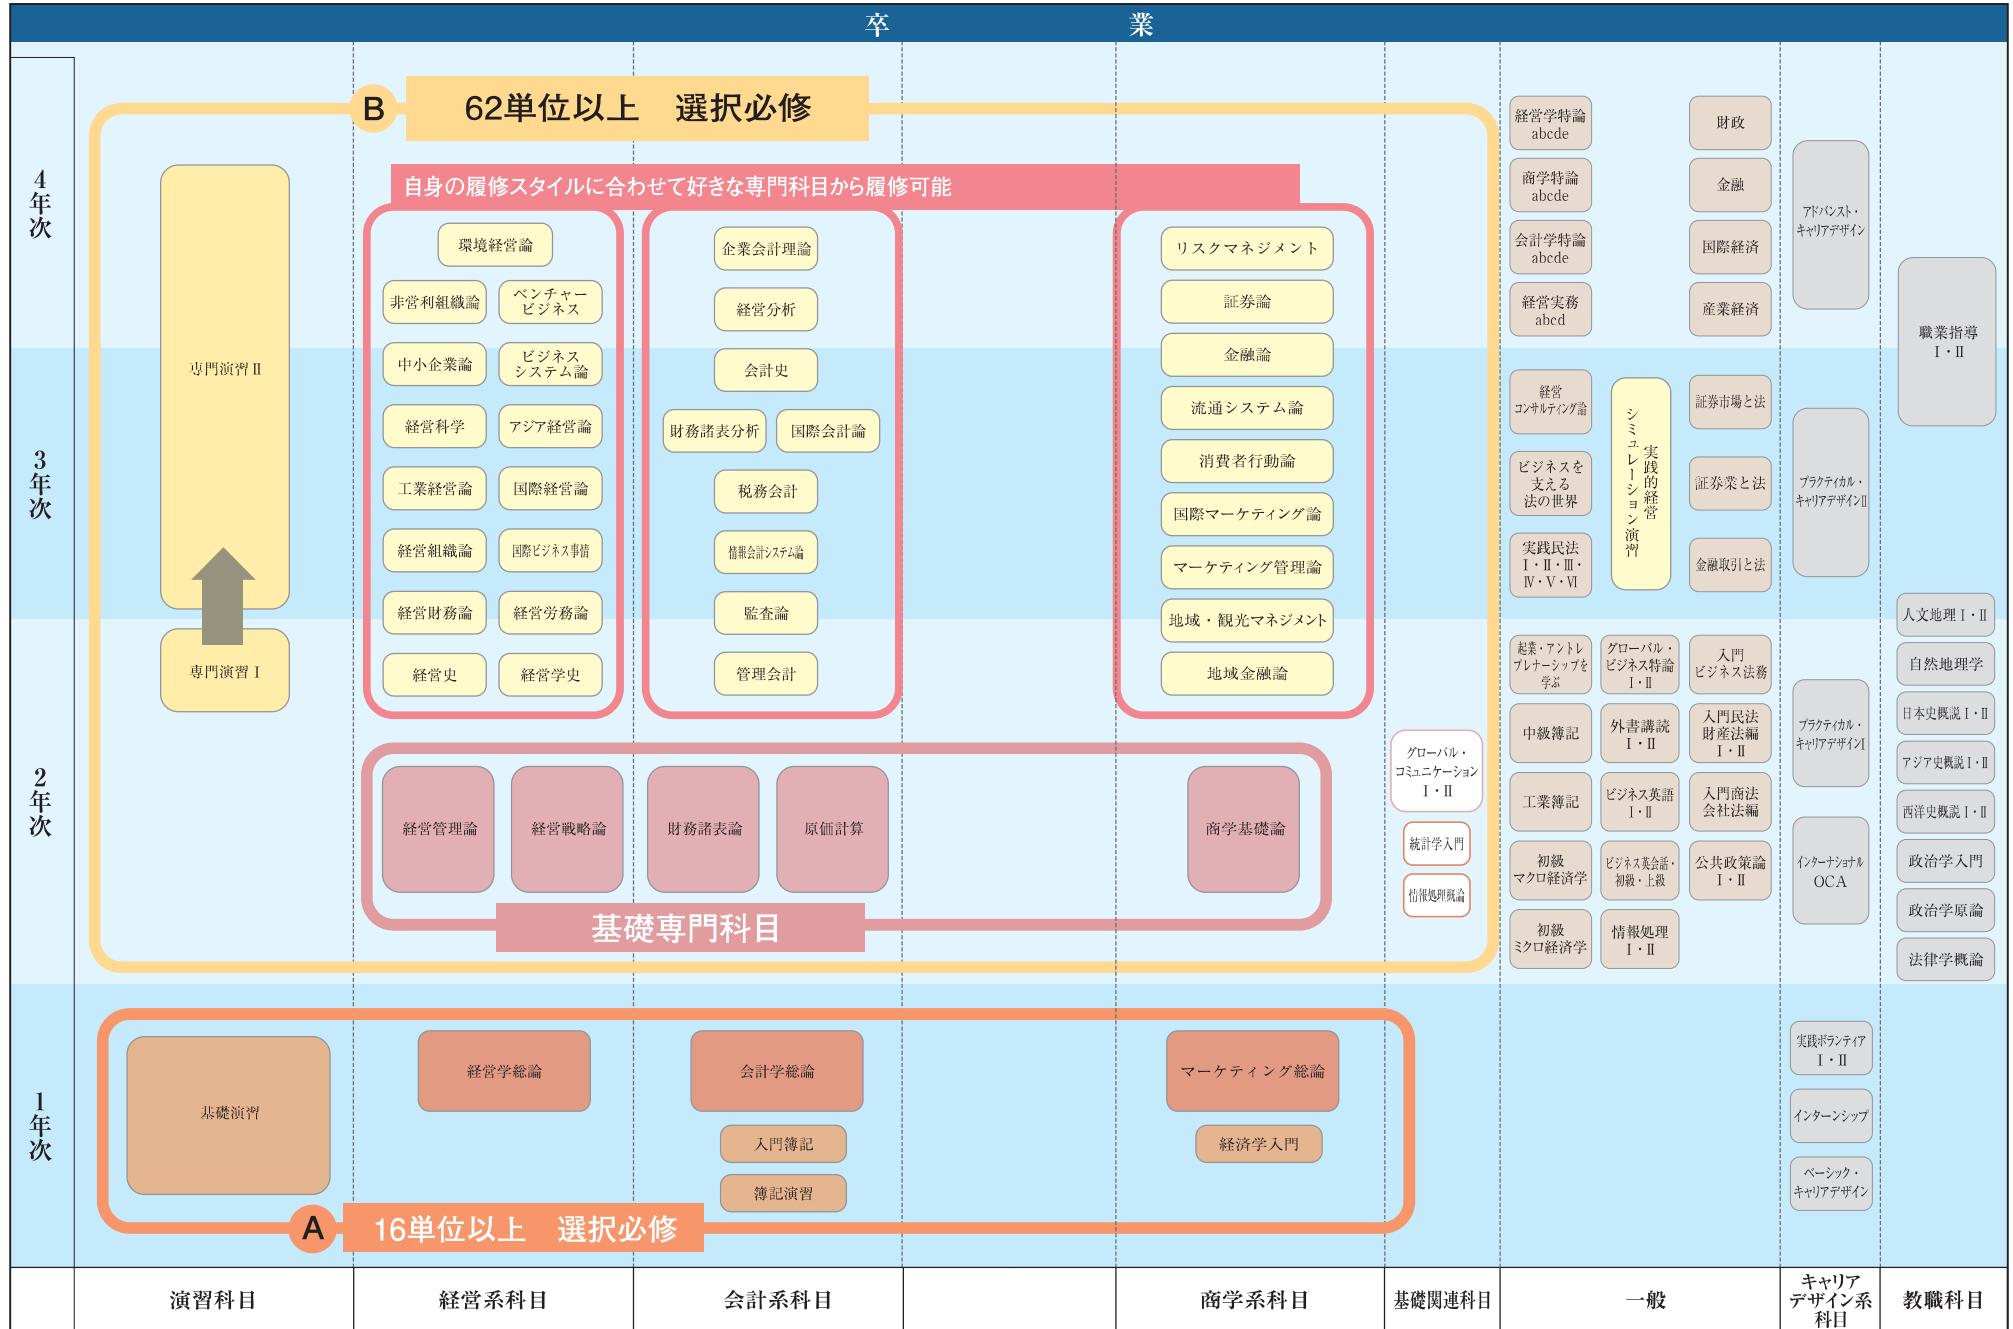 卒　業
4年次
3年次
2年次
1年次
B
62単位以上　選択必修
自身の履修スタイルに合わせて好きな専門科目から履修可能
専門演習Ⅱ
専門演習Ⅰ
環境経営論
非営利組織論
ベンチャー
ビジネス
中小企業論
ビジネス
システム論
経営科学
アジア経営論
工業経営論
国際経営論
経営組織論
国際ビジネス事情
経営財務論
経営労務論
経営史
経営学史
企業会計理論
経営分析
会計史
財務諸表分析
国際会計論
税務会計
情報会計システム論
監査論
管理会計
リスクマネジメント
証券論
金融論
流通システム論
消費者行動論
国際マーケティング論
マーケティング管理論
地域・観光マネジメント
地域金融論
経営管理論
経営戦略論
財務諸表論
原価計算
商学基礎論
基礎専門科目
グローバル・
コミュニケーション
Ⅰ・Ⅱ
統計学入門
情報処理概論
経営学特論
abcde
商学特論
abcde
会計学特論
abcde
経営実務
abcd
財政
金融
国際経済
産業経済
経営
コンサルティング論
ビジネスを
支える
法の世界
実践民法
Ⅰ・Ⅱ・Ⅲ・
Ⅳ・Ⅴ・Ⅵ
実践的経営
シミュレーション演習
証券市場と法
証券業と法
金融取引と法
起業・アントレ
プレナーシップを
学ぶ
グローバル・
ビジネス特論
Ⅰ・Ⅱ
入門
ビジネス法務
中級簿記
外書講読
Ⅰ・Ⅱ
入門民法
財産法編
Ⅰ・Ⅱ
工業簿記
ビジネス英語
Ⅰ・Ⅱ
入門商法
会社法編
初級
マクロ経済学
ビジネス英会話・
初級・上級
公共政策論
Ⅰ・Ⅱ
初級
ミクロ経済学
情報処理
Ⅰ・Ⅱ
アドバンスト・
キャリアデザイン
プラクティカル・
キャリアデザインⅡ
プラクティカル・
キャリアデザインⅠ
インターナショナル
OCA
実践ボランティア
Ⅰ・Ⅱ
インターンシップ
ベーシック・
キャリアデザイン
職業指導
Ⅰ・Ⅱ
人文地理Ⅰ・Ⅱ
自然地理学
日本史概説Ⅰ・Ⅱ
アジア史概説Ⅰ・Ⅱ
西洋史概説Ⅰ・Ⅱ
政治学入門
政治学原論
法律学概論
基礎演習
経営学総論
会計学総論
入門簿記
簿記演習
マーケティング総論
経済学入門
A
16単位以上　選択必修
演習科目
経営系科目
会計系科目
商学系科目
基礎関連科目
一般
キャリア
デザイン系
科目
教職科目